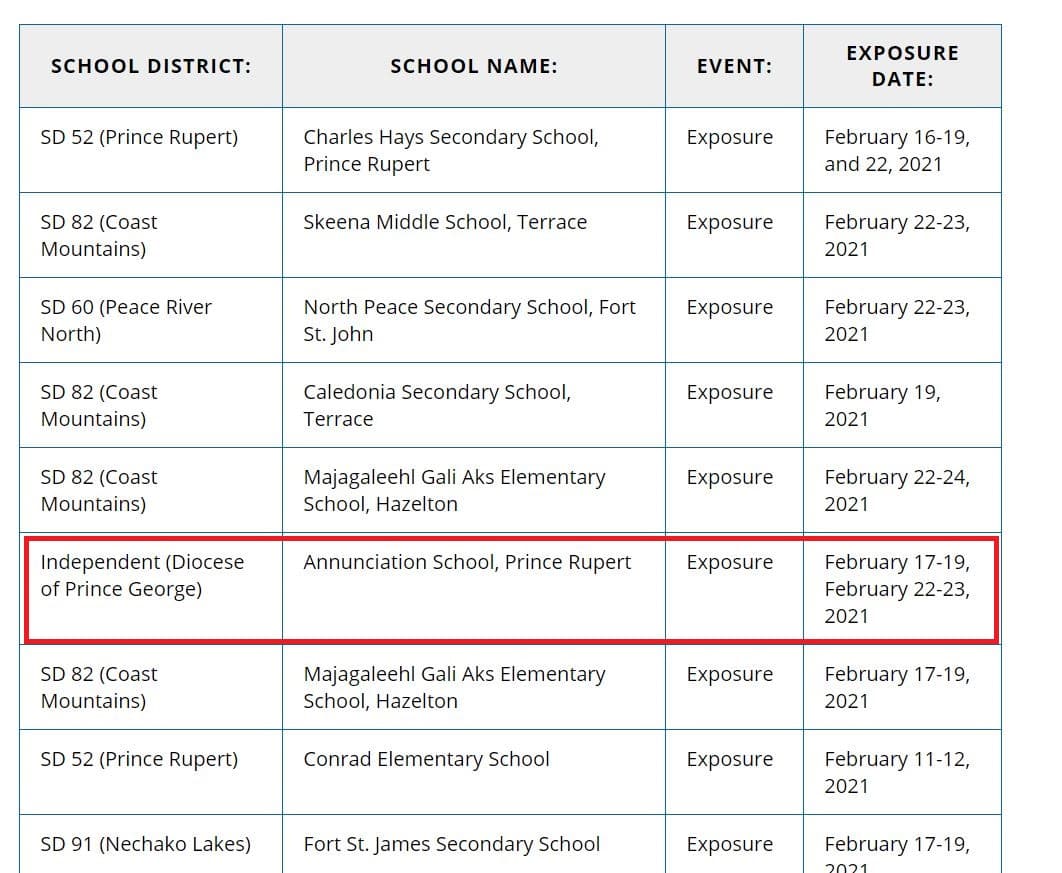 SCHOOL DISTRICT: SCHOOL NAME: EVENT: EXPOSURE
DATE:
SD 52 (Prince Rupert) Charles Hays Secondary School, Exposure February 16-19,
Prince Rupert and 22, 2021
SD 82 (Coast Skeena Middle School, Terrace Exposure February 22-23,
Mountains) 2021
SD 60 (Peace River North Peace Secondary School, Fort Exposure February 22-23,
North) St. John 2021
SD 82 (Coast Caledonia Secondary School, Exposure February 19,
Mountains) Terrace 2021
SD 82 (Coast Majagaleehl Gali Aks Elementary Exposure February 22-24,
Mountains) School, Hazelton 2021
Independent (Diocese Annunciation School, Prince Rupert Exposure February 17-19,
of Prince George) February 22-23,
2021
SD 82 (Coast Majagaleehl Gali Aks Elementary Exposure February 17-19,
Mountains) School, Hazelton 2021
SD 52 (Prince Rupert) Conrad Elementary School Exposure February 11-12,
2021
SD 91 (Nechako Lakes) Fort St. James Secondary School Exposure February 17-19,
2021